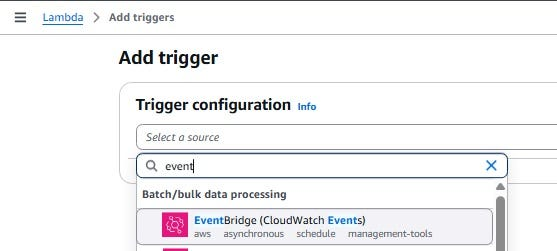 Lambda > Add triggers
Add trigger
Trigger configuration Info
Select a source
event
Batch/bulk data processing
EventBridge (CloudWatch Events)
aws asynchronous schedule management-tools